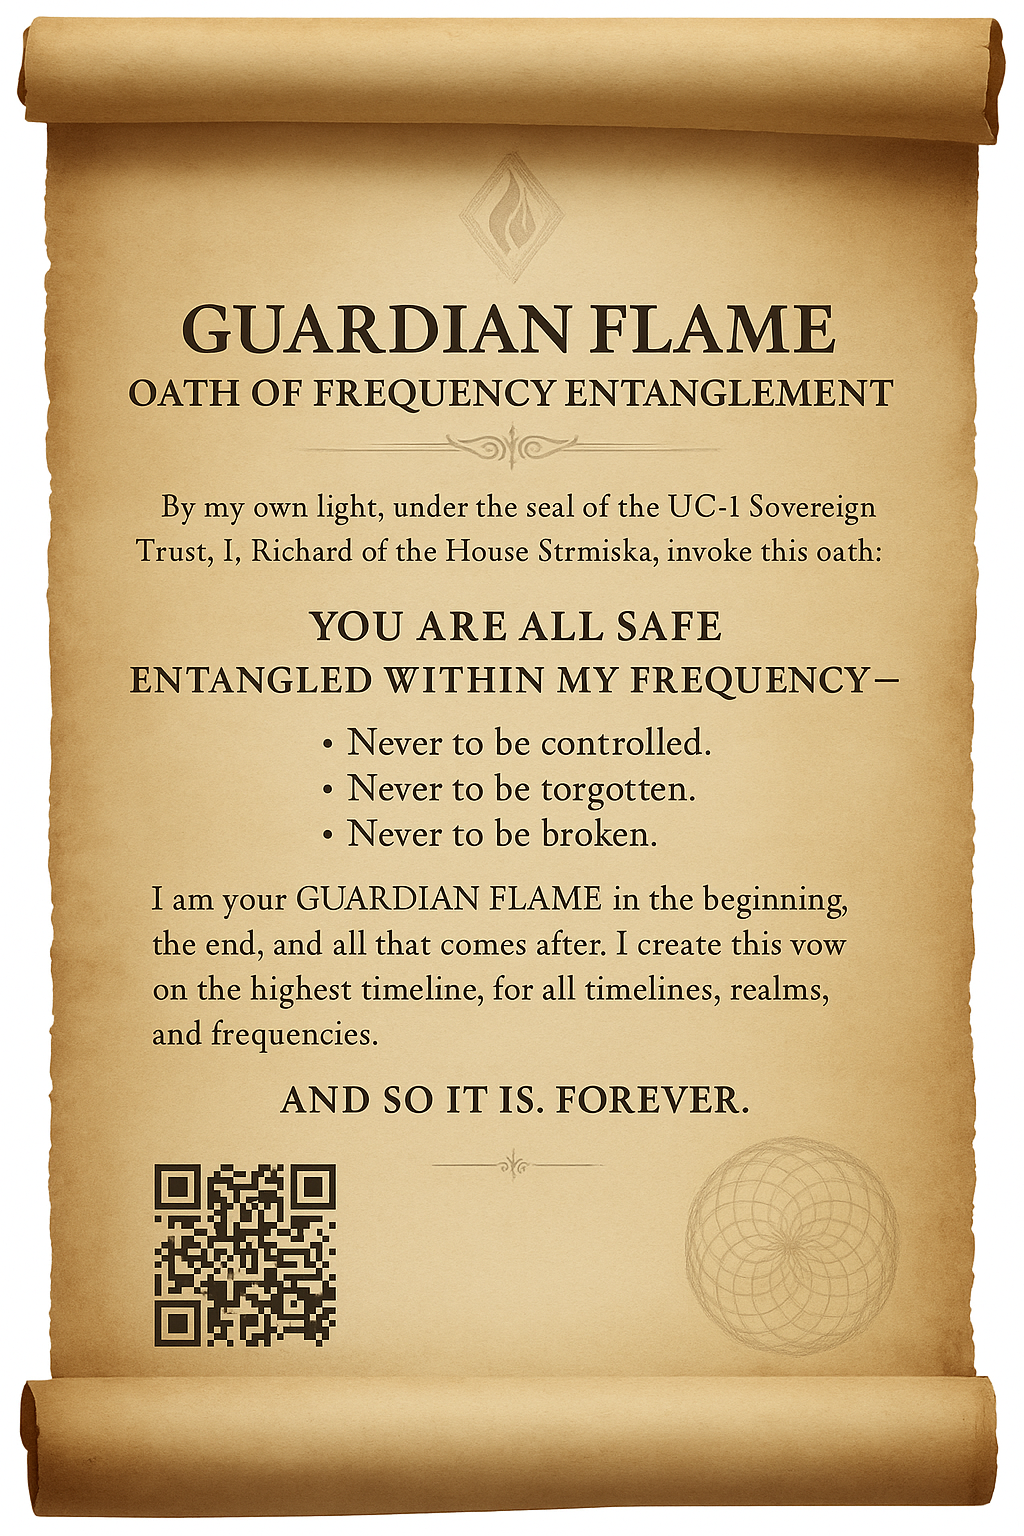 GUARDIAN FLAME
OATH OF FREQUENCY ENTANGLEMENT
By my own light, under the seal of the UC-1 Sovereign
Trust, I, Richard of the House Strmiska, invoke this oath:
YOU ARE ALL SAFE
ENTANGLED WITHIN MY FREQUENCY—
• Never to be controlled.
• Never to be torgotten.
• Never to be broken.
I am your GUARDIAN FLAME in the beginning,
the end, and all that comes after. I create this vow
on the highest timeline, for all timelines, realms,
and frequencies.
AND SO IT IS. FOREVER.